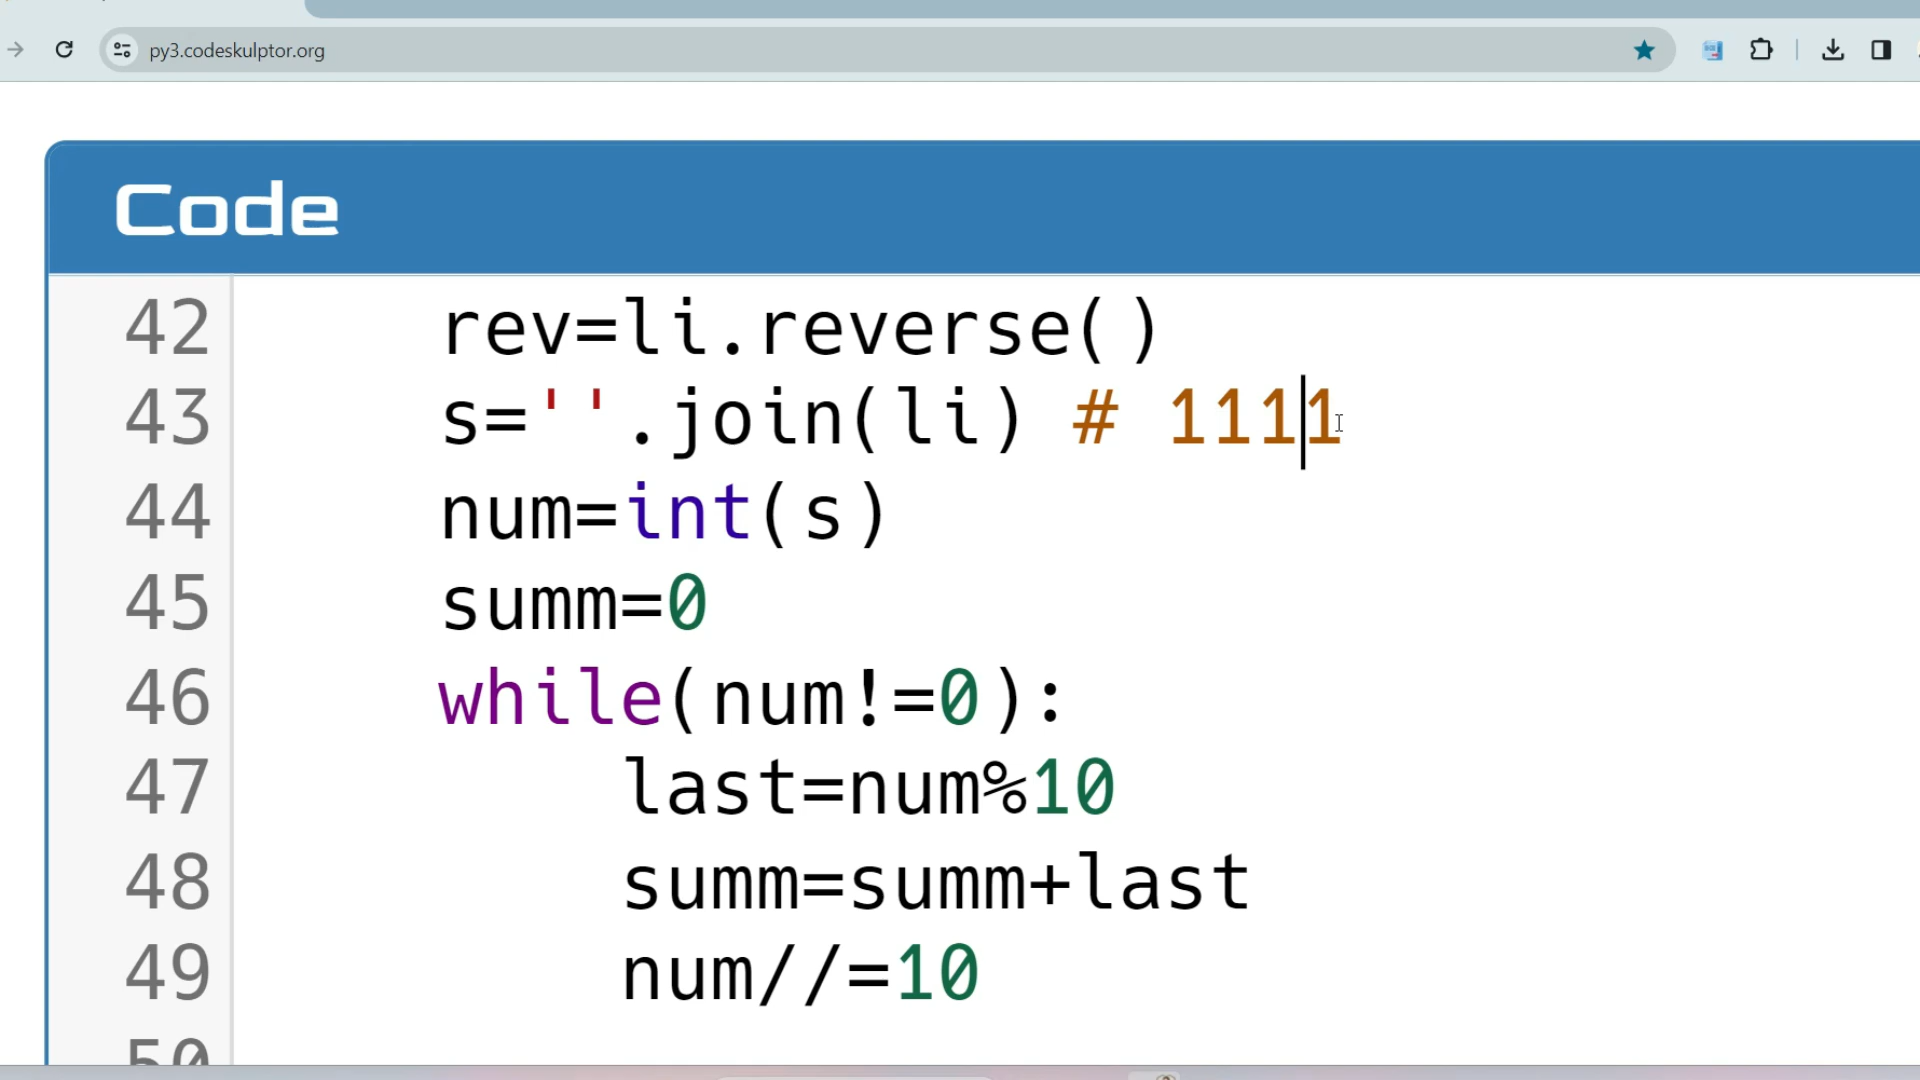 py3.codeskulptor.org
Code
42 rev=li.reverse()
43 s=''.join(li) # 1111
44 num=int(s)
45 summ=0
46 while(num!=0):
47 last=num%10
48 summ=summ+last
49 num//=10
50